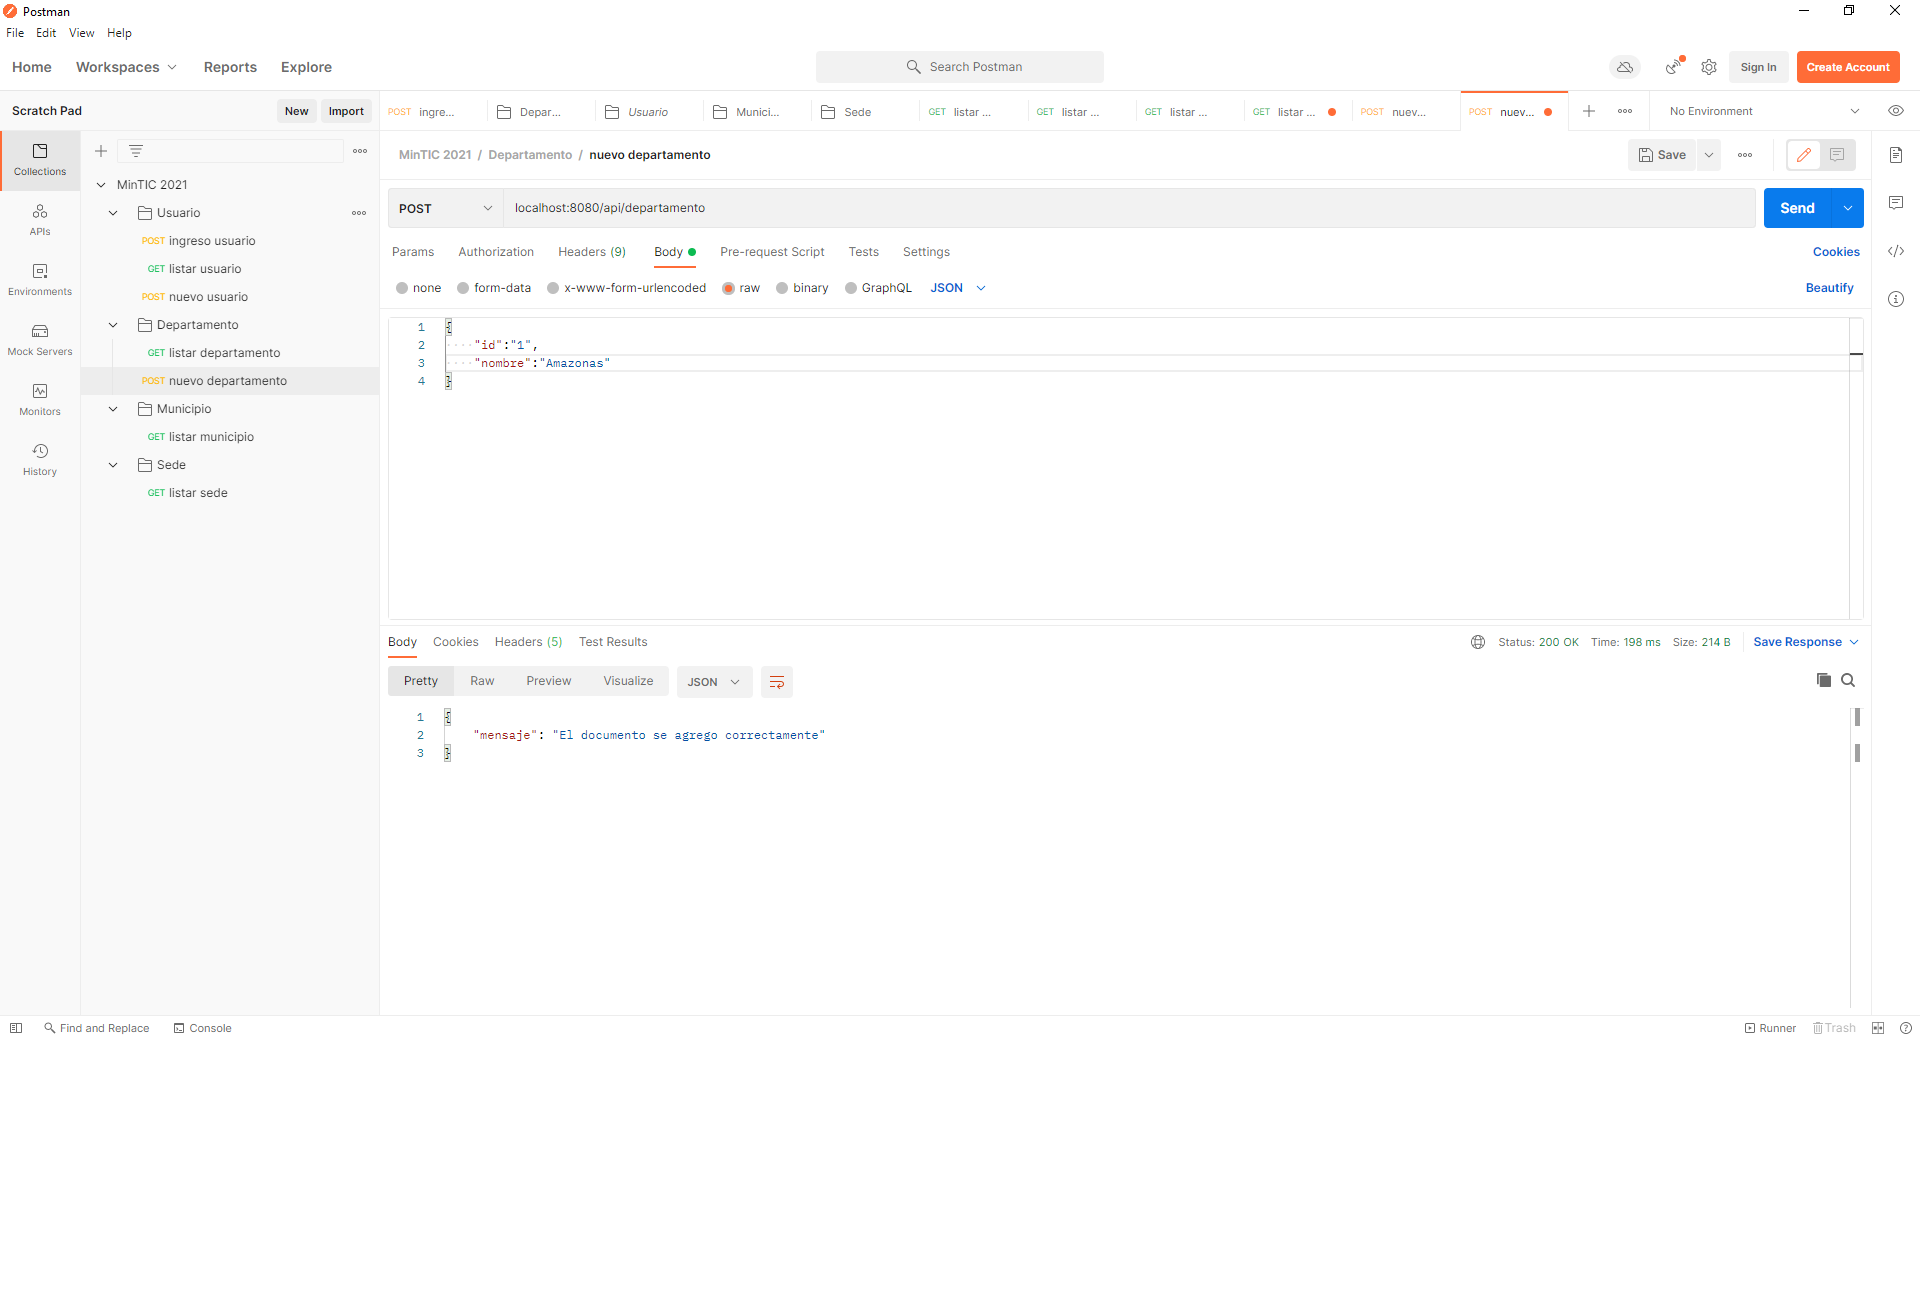 Postman
File Edit View Help
Home Workspaces Reports Explore Search Postman Sign In Create Account
Scratch Pad New Import
POST ingre... Depar... Usuario Munici... Sede GET listar ... GET listar ... GET listar ... GET listar ... POST nuev... POST nuev... No Environment
Collections
APIs
Environments
Mock Servers
Monitors
History
MinTIC 2021
Usuario
POST ingreso usuario
GET listar usuario
POST nuevo usuario
Departamento
GET listar departamento
POST nuevo departamento
Municipio
GET listar municipio
Sede
GET listar sede
MinTIC 2021 / Departamento / nuevo departamento Save
POST localhost:8080/api/departamento Send
Params Authorization Headers (9) Body Pre-request Script Tests Settings Cookies
none form-data x-www-form-urlencoded raw binary GraphQL JSON Beautify
1 {
2 "id":"1",
3 "nombre":"Amazonas"
4 }
Body Cookies Headers (5) Test Results Status: 200 OK Time: 198 ms Size: 214 B Save Response
Pretty Raw Preview Visualize JSON
1 {
2 "mensaje": "El documento se agrego correctamente"
3 }
Find and Replace Console Runner Trash